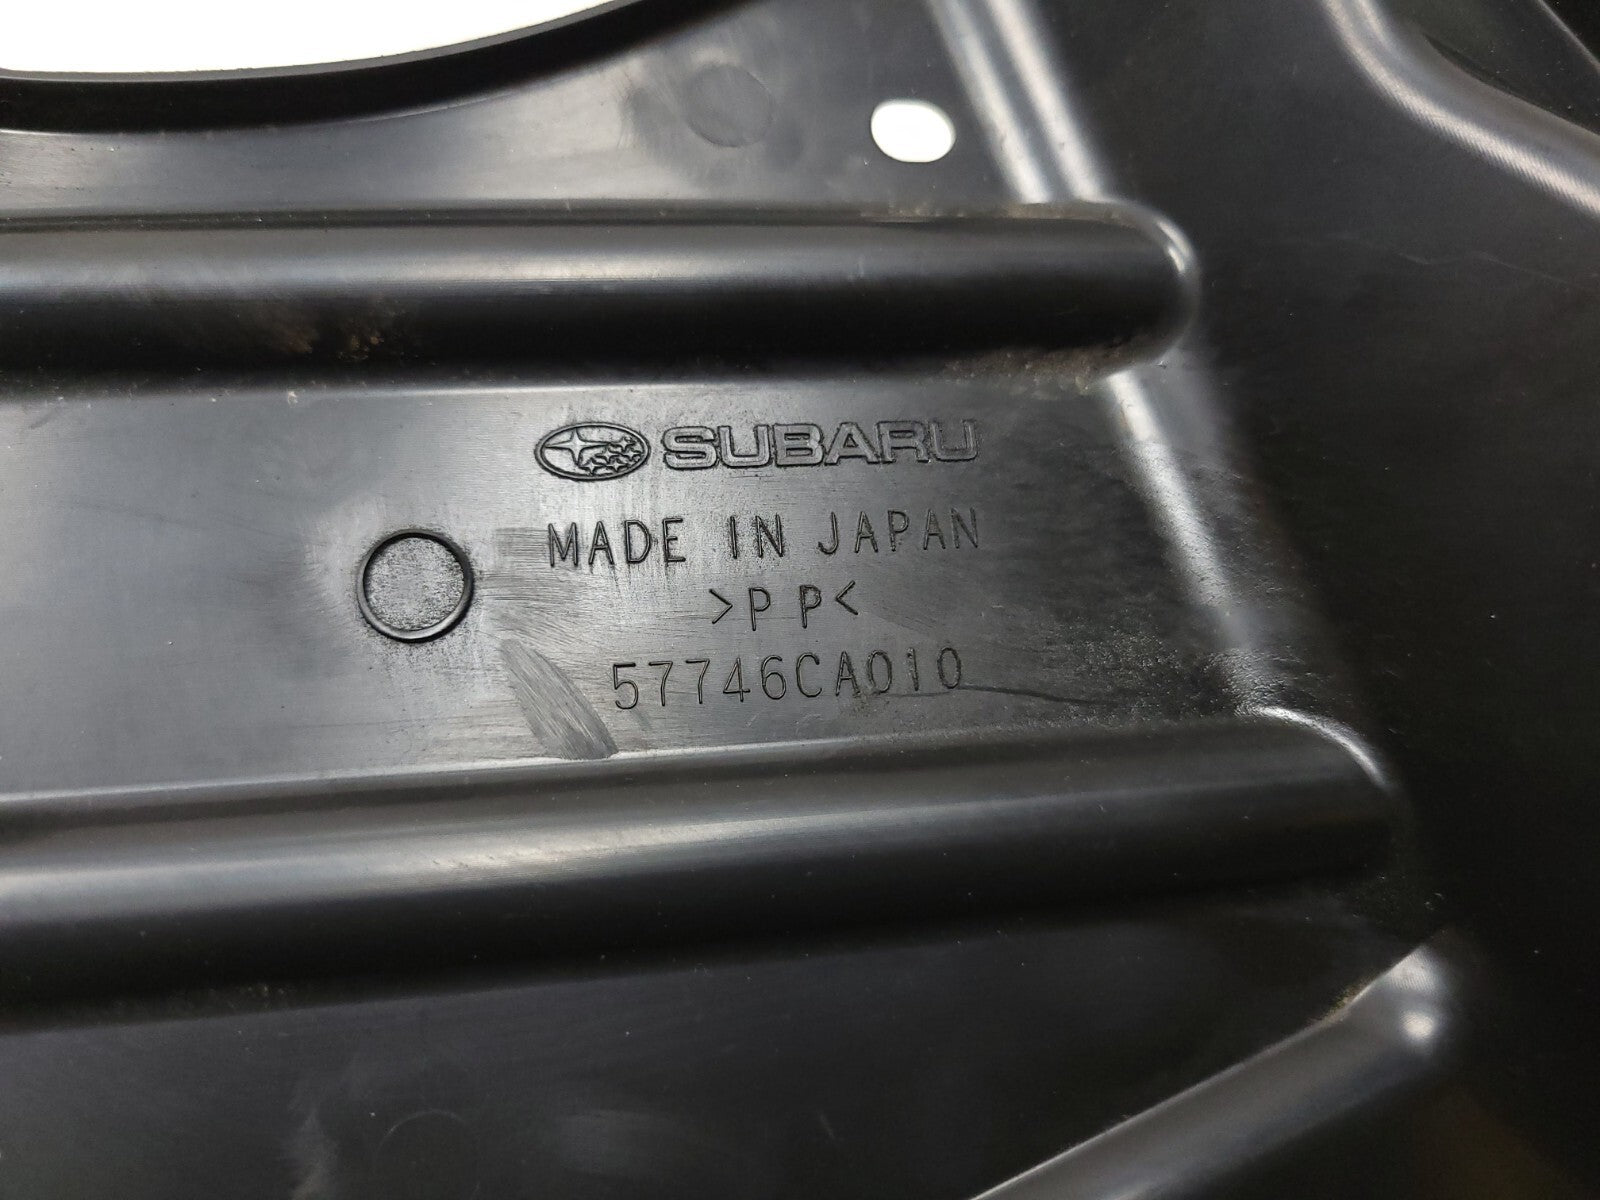 SUBARU
MADE IN JAPAN
>PP<
57746CA010